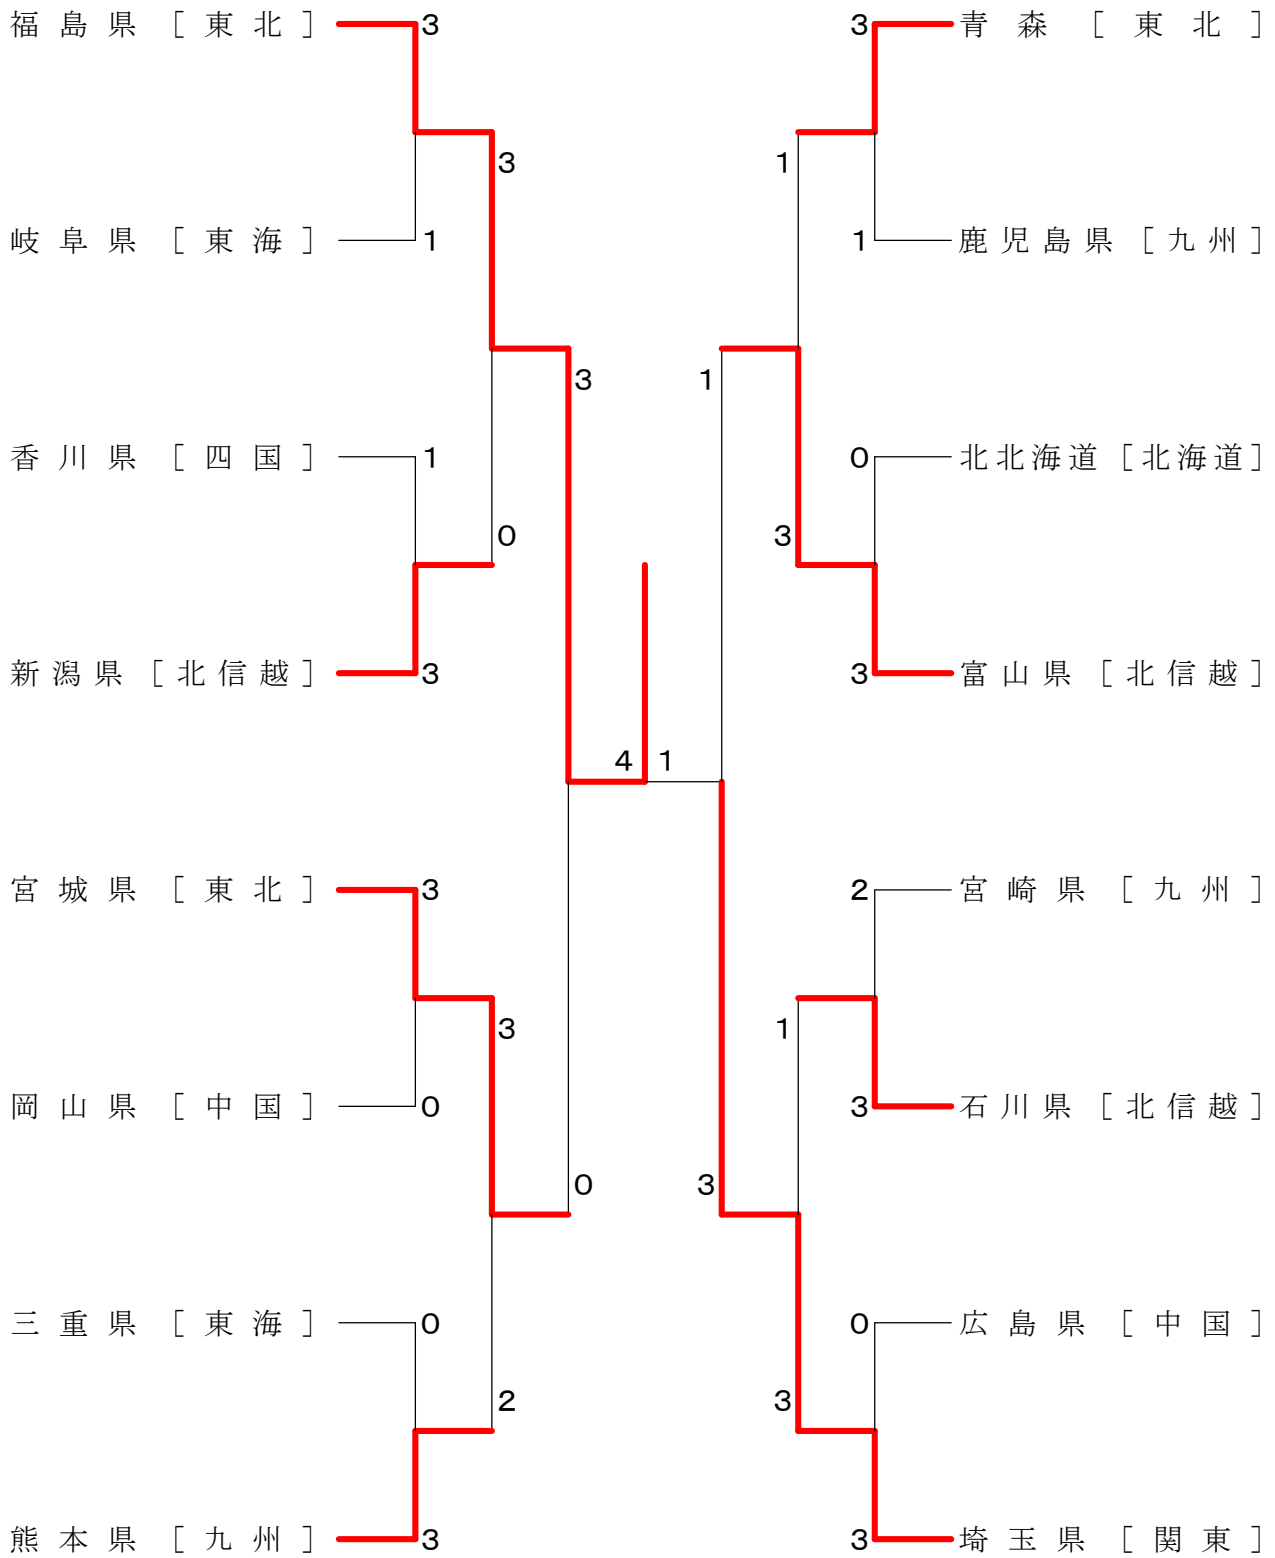 福島県［東北］ 3 3 青森［東北］
3 1
岐阜県［東海］ 1 1 鹿児島県［九州］
3 1
香川県［四国］ 1 0 北北海道［北海道］
0 3
新潟県［北信越］ 3 3 富山県［北信越］
4 1
宮城県［東北］ 3 2 宮崎県［九州］
3 1
岡山県［中国］ 0 3 石川県［北信越］
0 3
三重県［東海］ 0 0 広島県［中国］
2 3
熊本県［九州］ 3 3 埼玉県［関東］